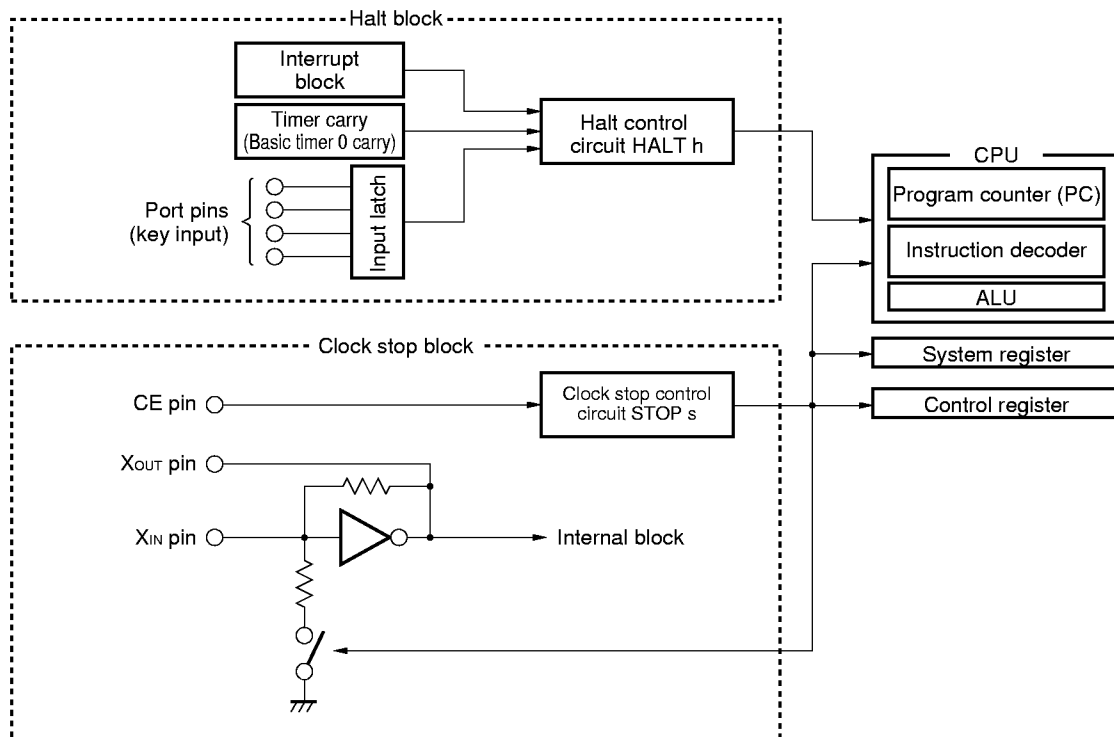 Halt block
Interrupt
block
Timer carry
(Basic timer 0 carry)
Port pins
(key input)
Input latch
Halt control
circuit HALT h
CPU
Program counter (PC)
Instruction decoder
ALU
System register
Control register
Clock stop block
CE pin
Clock stop control
circuit STOP s
XOUT pin
XIN pin
Internal block